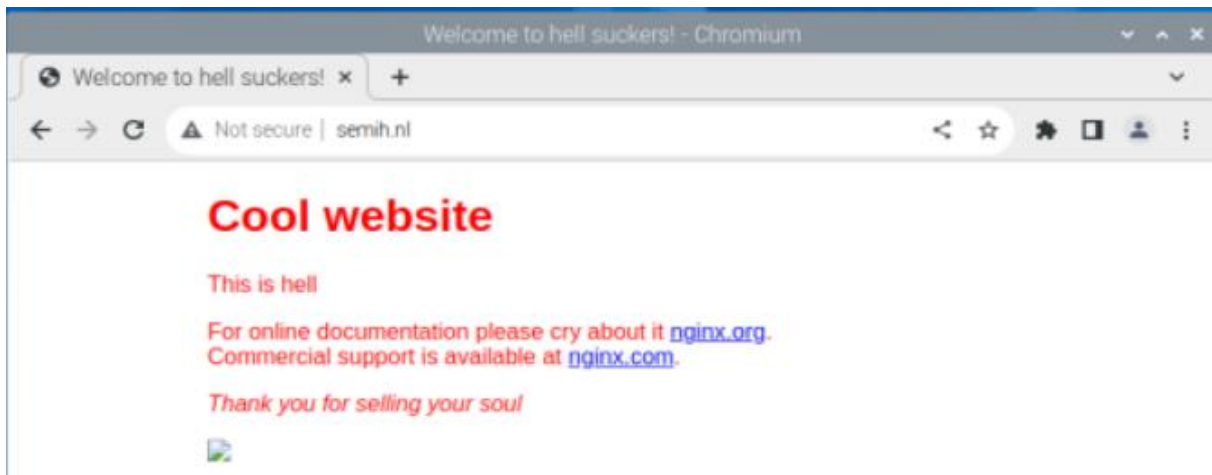 Welcome to hell suckers! - Chromium
Welcome to hell suckers!
Not secure | semih.nl
Cool website
This is hell
For online documentation please cry about it nginx.org.
Commercial support is available at nginx.com.
Thank you for selling your soul